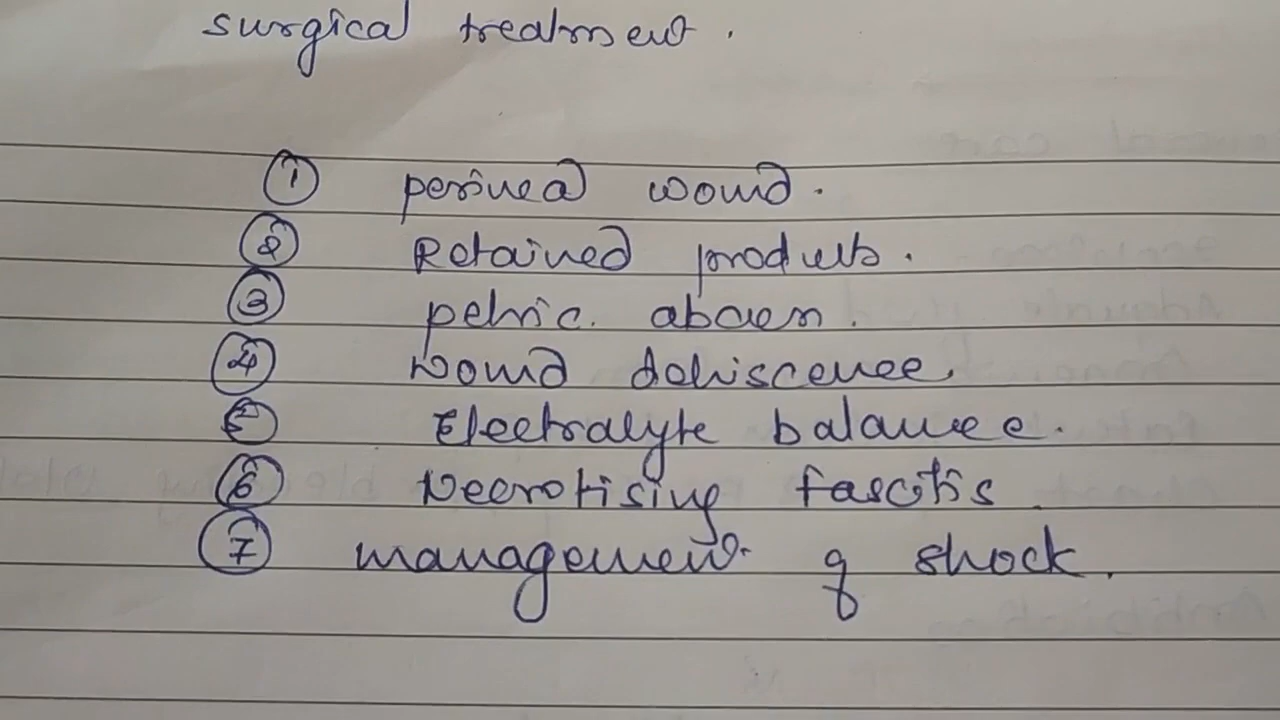 surgical treatment.
① perineal wound.
② Retained products.
③ pelvic. abscess.
④ wound dehiscence.
⑤ Electralyte balance.
⑥ Necrotising fascitis.
⑦ management of shock.